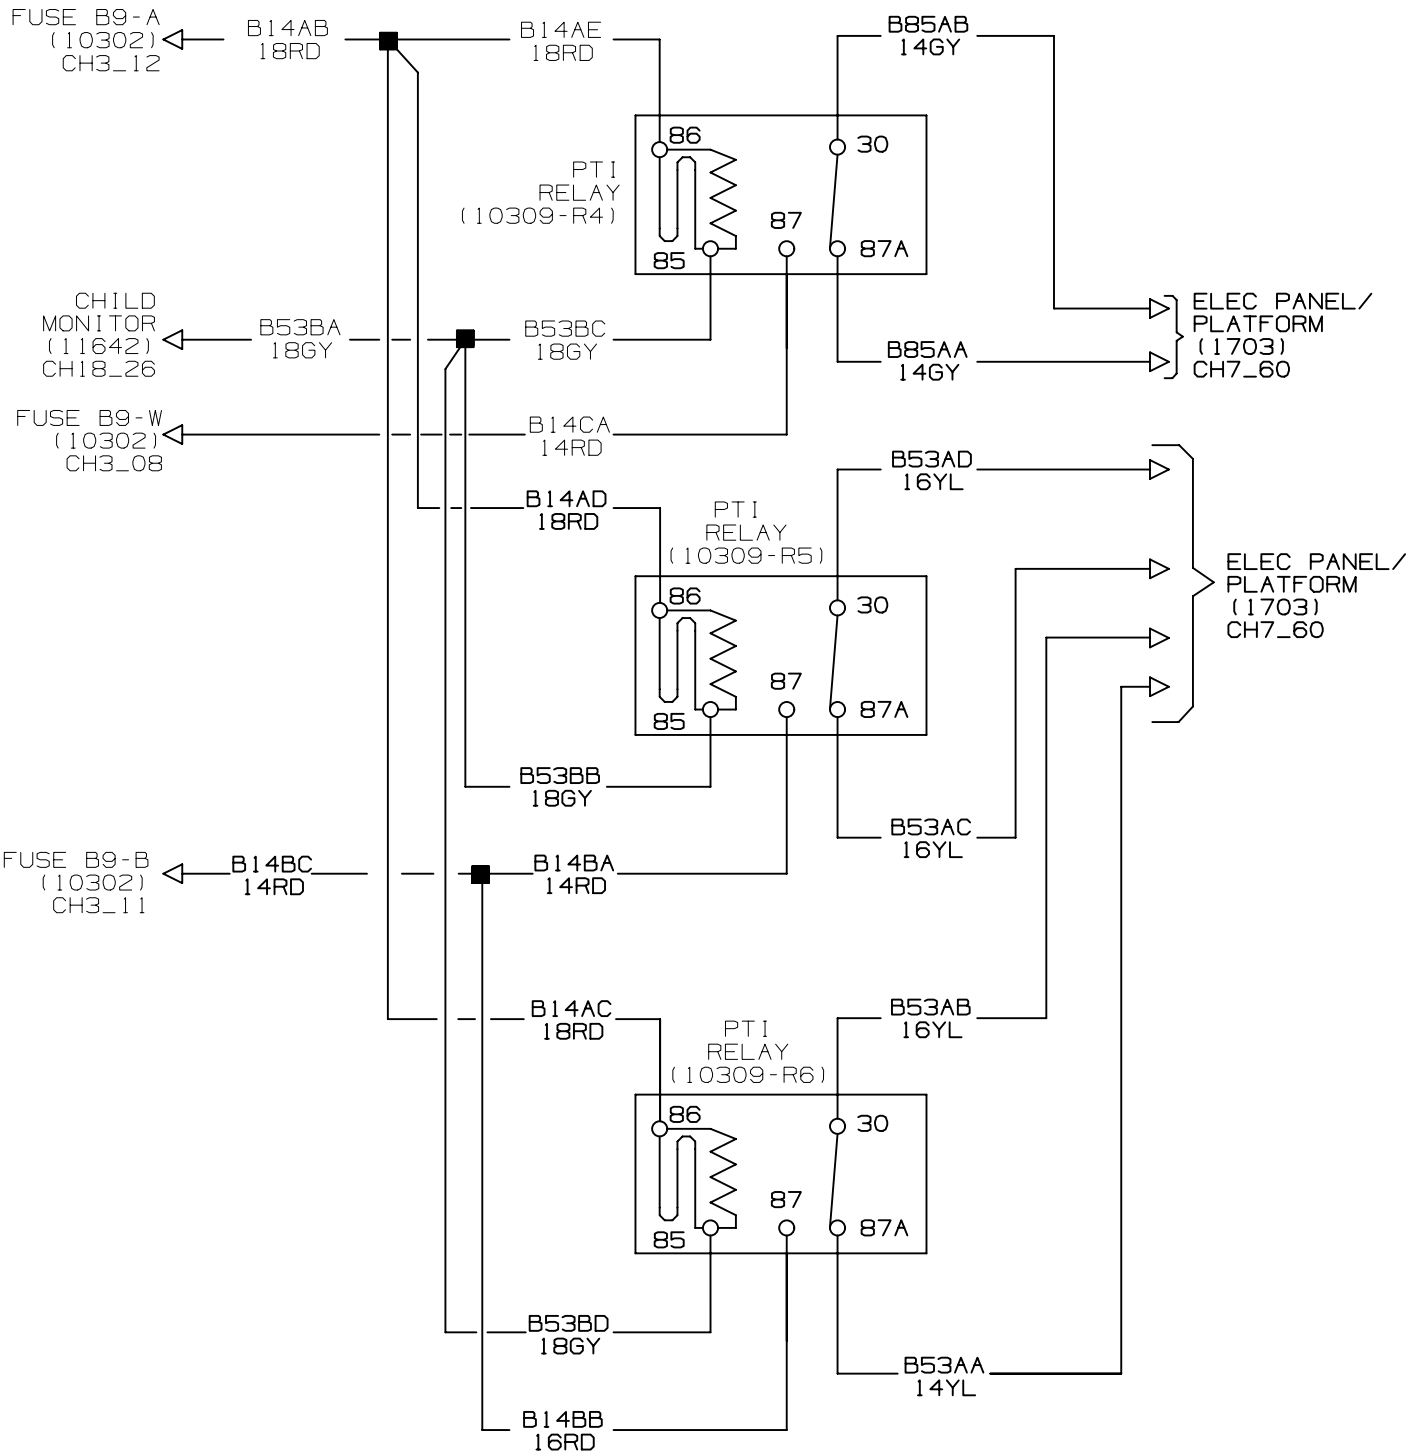 FUSE B9-A
(10302)
CH3_12
B14AB
18RD
B14AE
18RD
B85AB
14GY
PTI
RELAY
(10309-R4)
86
30
87
85
87A
CHILD
MONITOR
(11642)
CH18_26
B53BA
18GY
B53BC
18GY
B85AA
14GY
ELEC PANEL/
PLATFORM
(1703)
CH7_60
FUSE B9-W
(10302)
CH3_08
B14CA
14RD
B53AD
16YL
B14AD
18RD
PTI
RELAY
(10309-R5)
86
30
87
85
87A
ELEC PANEL/
PLATFORM
(1703)
CH7_60
B53BB
18GY
B53AC
16YL
FUSE B9-B
(10302)
CH3_11
B14BC
14RD
B14BA
14RD
B14AC
18RD
B53AB
16YL
PTI
RELAY
(10309-R6)
86
30
87
85
87A
B53BD
18GY
B53AA
14YL
B14BB
16RD